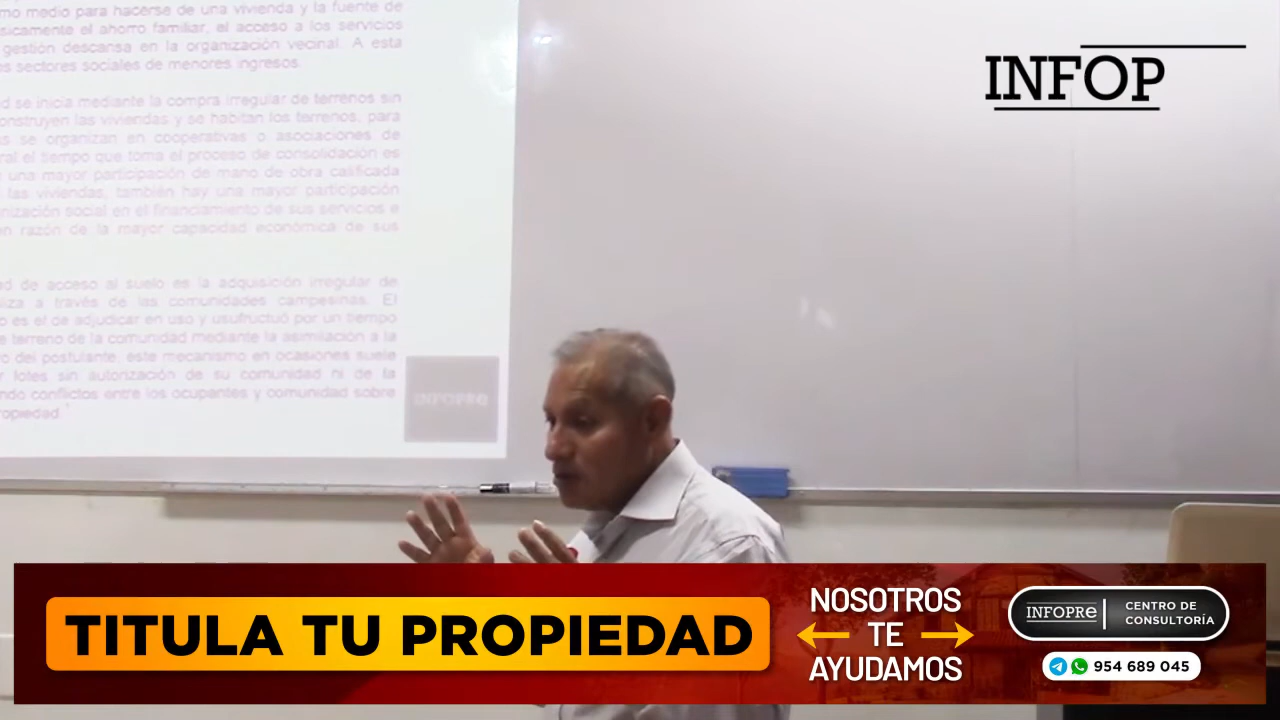 mo medio para hacerse de una vivienda y la fuente de
sicamente el ahorro familiar, el acceso a los servicios
gestión descansa en la organización vecinal. A esta
os sectores sociales de menores ingresos.
d se inicia mediante la compra irregular de terrenos sin
onstruyen las viviendas y se habitan los terrenos, para
as se organizan en cooperativas o asociaciones de
ral el tiempo que toma el proceso de consolidación es
una mayor participación de mano de obra calificada
las viviendas, también hay una mayor participación
nización social en el financiamiento de sus servicios e
en razón de la mayor capacidad económica de sus
ad de acceso al suelo es la adquisición irregular de
liza a través de las comunidades campesinas. El
o es el de adjudicar en uso y usufructuó por un tiempo
e terreno de la comunidad mediante la asimilación a la
ro del postulante, este mecanismo en ocasiones suele
r lotes sin autorización de su comunidad ni de la
ndo conflictos entre los ocupantes y comunidad sobre
ropiedad."
INFOPRe
INFOP
TITULA TU PROPIEDAD
NOSOTROS
TE
AYUDAMOS
INFOPRe
CENTRO DE
CONSULTORÍA
954 689 045